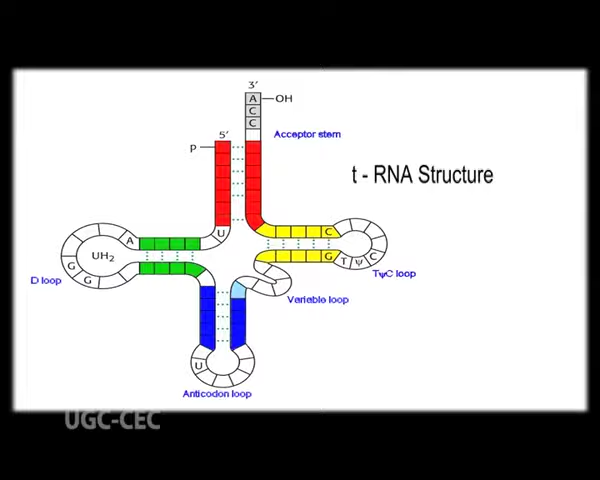 3'
A
OH
C
C
5'
Acceptor stem
P
t - RNA Structure
U
A
C
UH2
G
G
G
T
Ψ
C
D loop
TΨC loop
Variable loop
U
Anticodon loop
UGC-CEC